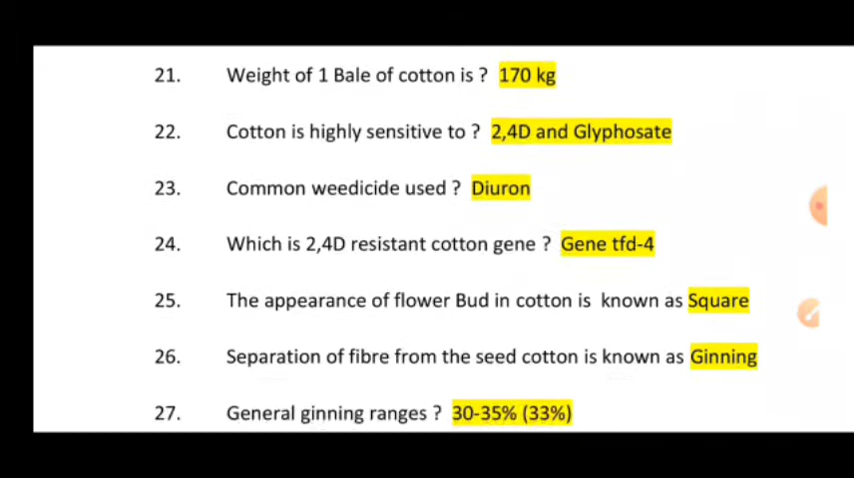 21. Weight of 1 Bale of cotton is ? 170 kg
22. Cotton is highly sensitive to ? 2,4D and Glyphosate
23. Common weedicide used ? Diuron
24. Which is 2,4D resistant cotton gene ? Gene tfd-4
25. The appearance of flower Bud in cotton is known as Square
26. Separation of fibre from the seed cotton is known as Ginning
27. General ginning ranges ? 30-35% (33%)